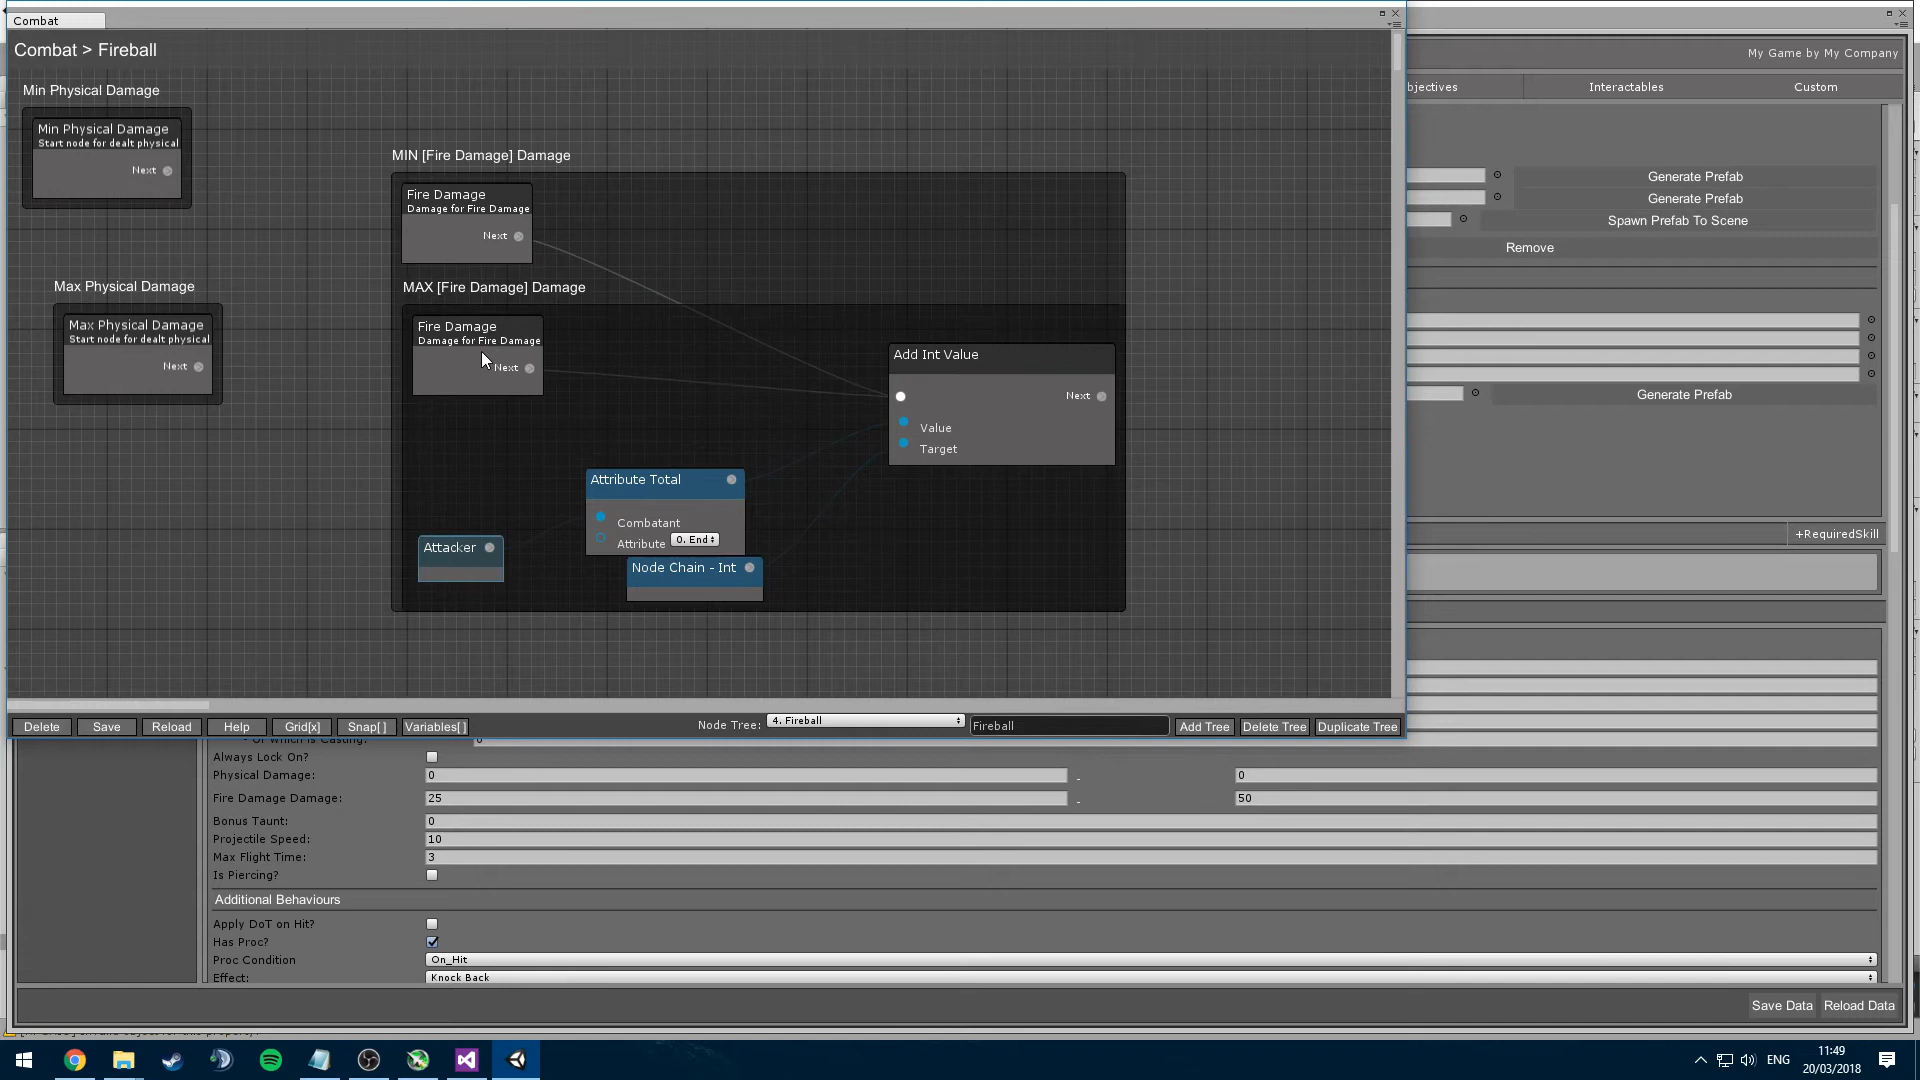 Combat
Combat > Fireball
My Game by My Company
Min Physical Damage
bjectives
Interactables
Custom
Min Physical Damage
Start node for dealt physical
Next
MIN [Fire Damage] Damage
Fire Damage
Damage for Fire Damage
Next
Generate Prefab
Generate Prefab
Spawn Prefab To Scene
Remove
Max Physical Damage
Max Physical Damage
Start node for dealt physical
Next
MAX [Fire Damage] Damage
Fire Damage
Damage for Fire Damage
Next
Add Int Value
Next
Value
Target
Generate Prefab
Attribute Total
Combatant
Attribute
0. End
Attacker
Node Chain - Int
+RequiredSkill
Delete
Save
Reload
Help
Grid[x]
Snap[ ]
Variables[ ]
Node Tree:
4. Fireball
Fireball
Add Tree
Delete Tree
Duplicate Tree
- Of Which is Casting:
0
Always Lock On?
Physical Damage:
0
-
0
Fire Damage Damage:
25
-
50
Bonus Taunt:
0
Projectile Speed:
10
Max Flight Time:
3
Is Piercing?
Additional Behaviours
Apply DoT on Hit?
Has Proc?
Proc Condition
On_Hit
Effect:
Knock Back
Save Data
Reload Data
ENG
11:49
20/03/2018